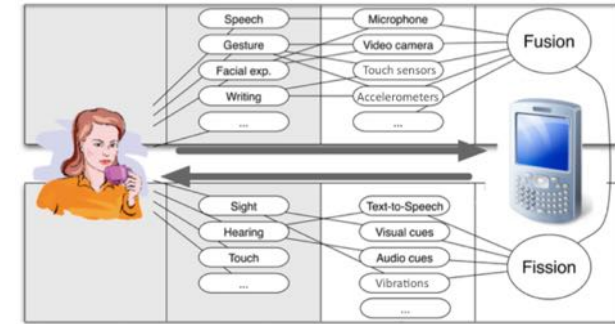 Speech
Microphone
Gesture
Video camera
Fusion
Facial exp.
Touch sensors
Writing
Accelerometers
...
...
Sight
Text-to-Speech
Hearing
Visual cues
Touch
Audio cues
Fission
...
Vibrations
...